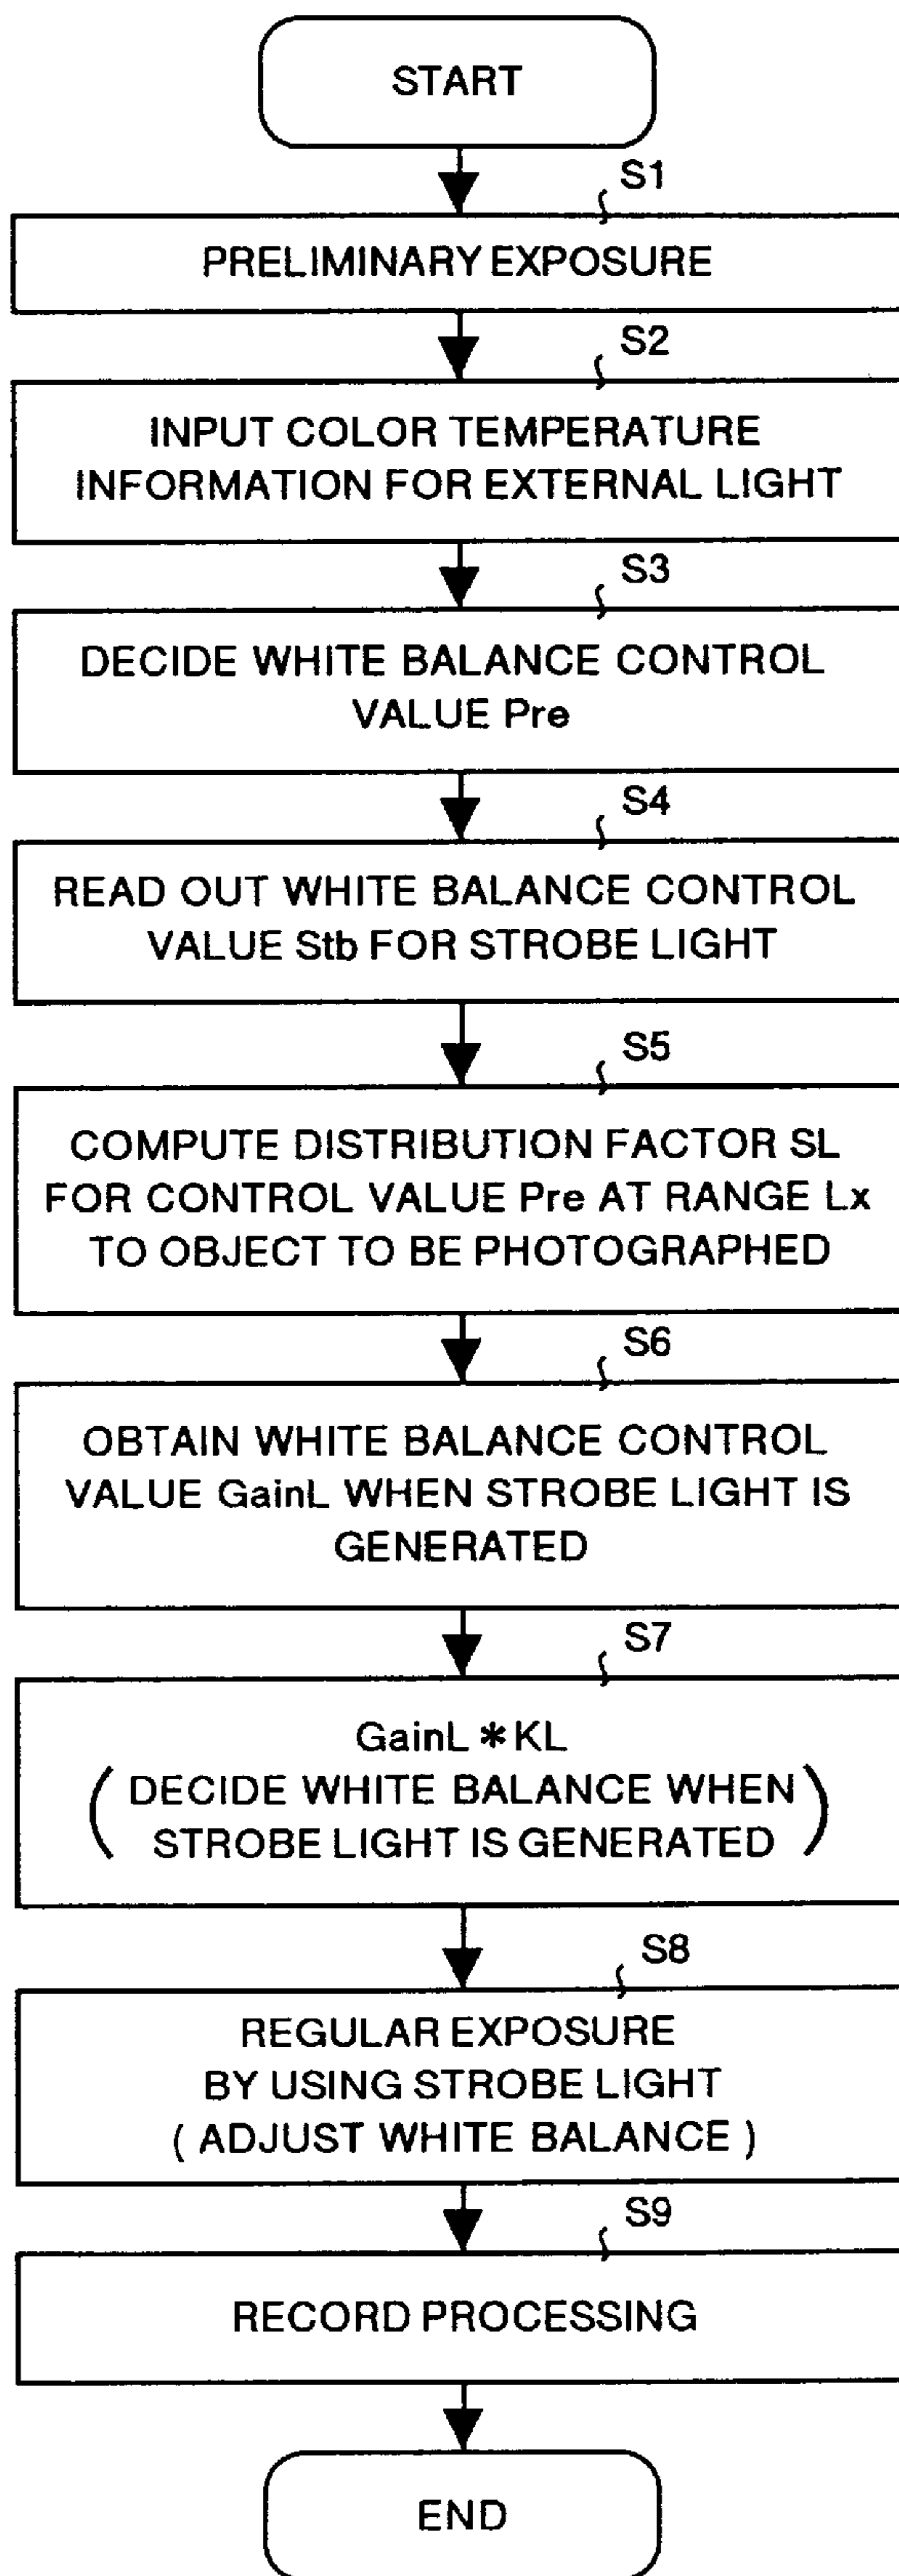 START
S1
PRELIMINARY EXPOSURE
S2
INPUT COLOR TEMPERATURE
INFORMATION FOR EXTERNAL LIGHT
S3
DECIDE WHITE BALANCE CONTROL
VALUE Pre
S4
READ OUT WHITE BALANCE CONTROL
VALUE Stb FOR STROBE LIGHT
S5
COMPUTE DISTRIBUTION FACTOR SL
FOR CONTROL VALUE Pre AT RANGE Lx
TO OBJECT TO BE PHOTOGRAPHED
S6
OBTAIN WHITE BALANCE CONTROL
VALUE GainL WHEN STROBE LIGHT IS
GENERATED
S7
GainL * KL
( DECIDE WHITE BALANCE WHEN
STROBE LIGHT IS GENERATED )
S8
REGULAR EXPOSURE
BY USING STROBE LIGHT
( ADJUST WHITE BALANCE )
S9
RECORD PROCESSING
END